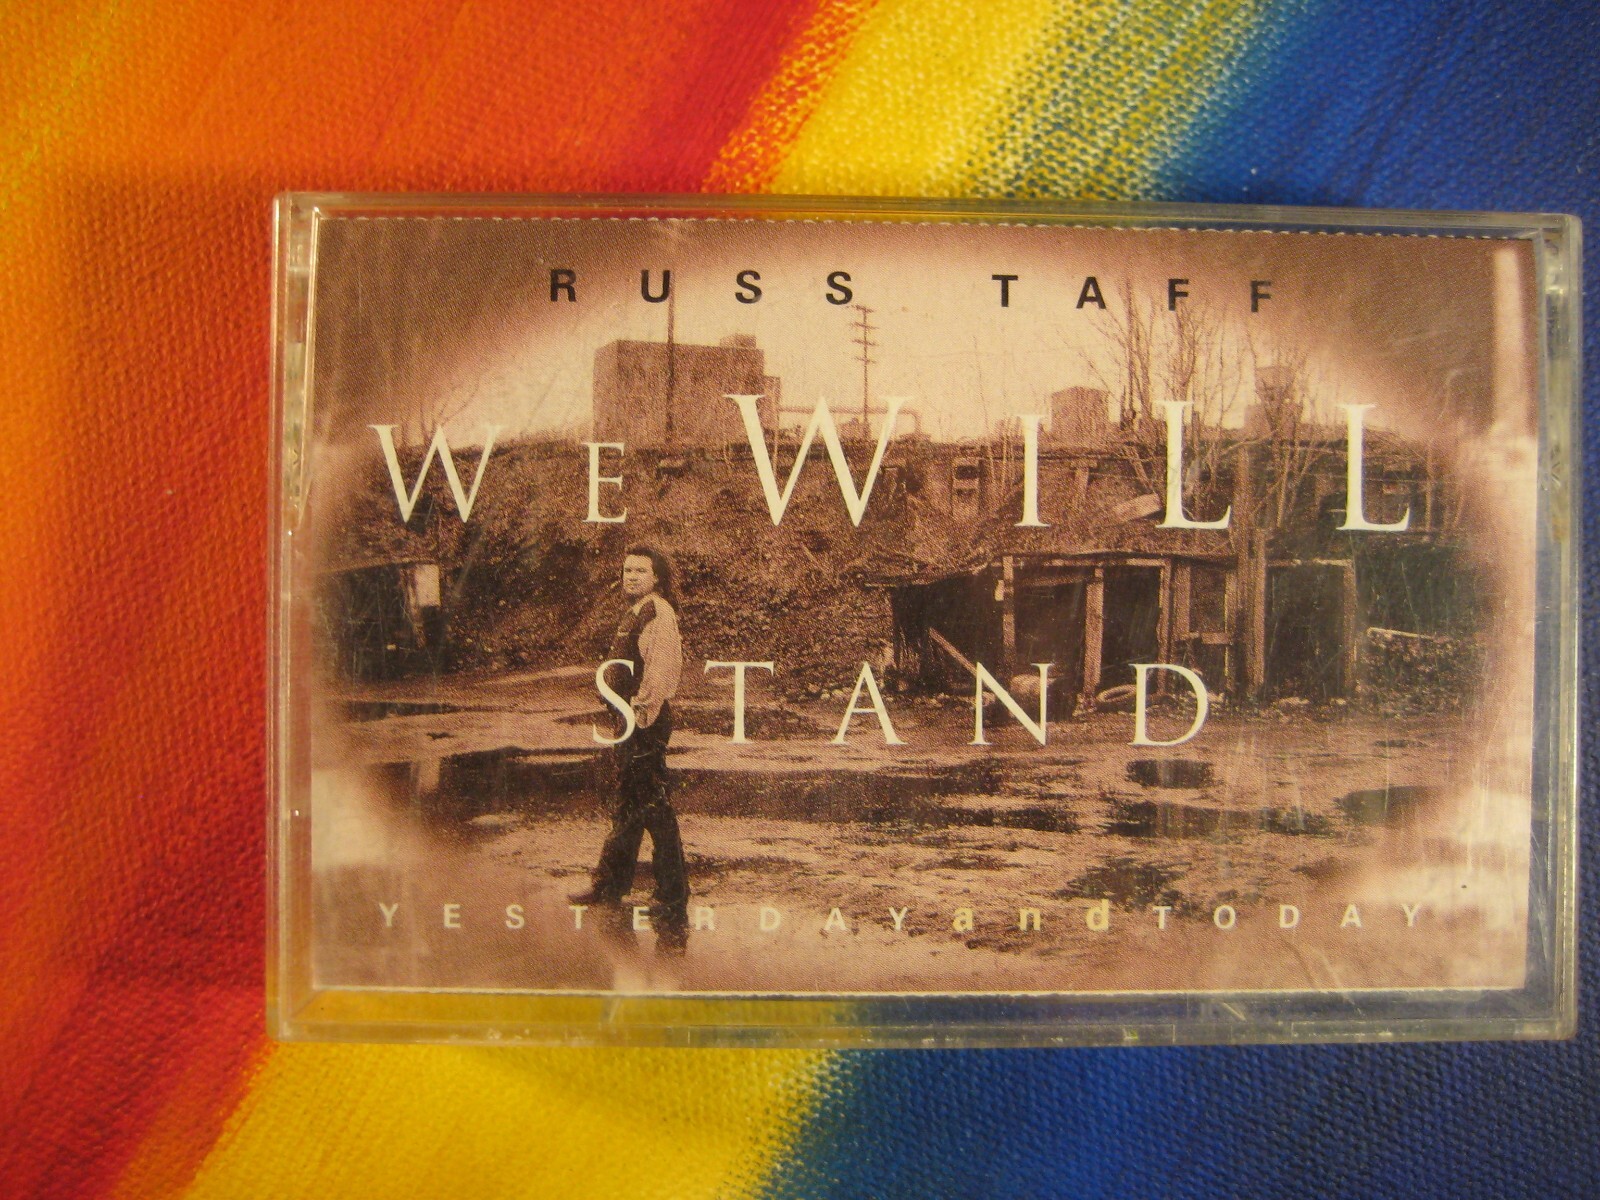 RUSS TAFF
WE WILL
STAND
YESTERDAY and TODAY